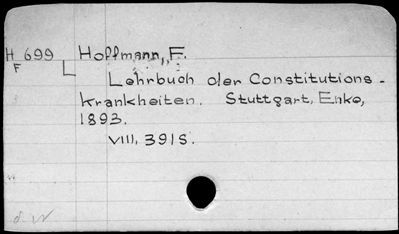 H 699 Hoffmann, F.
F L
Lehrbuch der Constitutions-
krankheiten. Stuttgart, Enke,
1893.
VIII, 391 S.
d. W